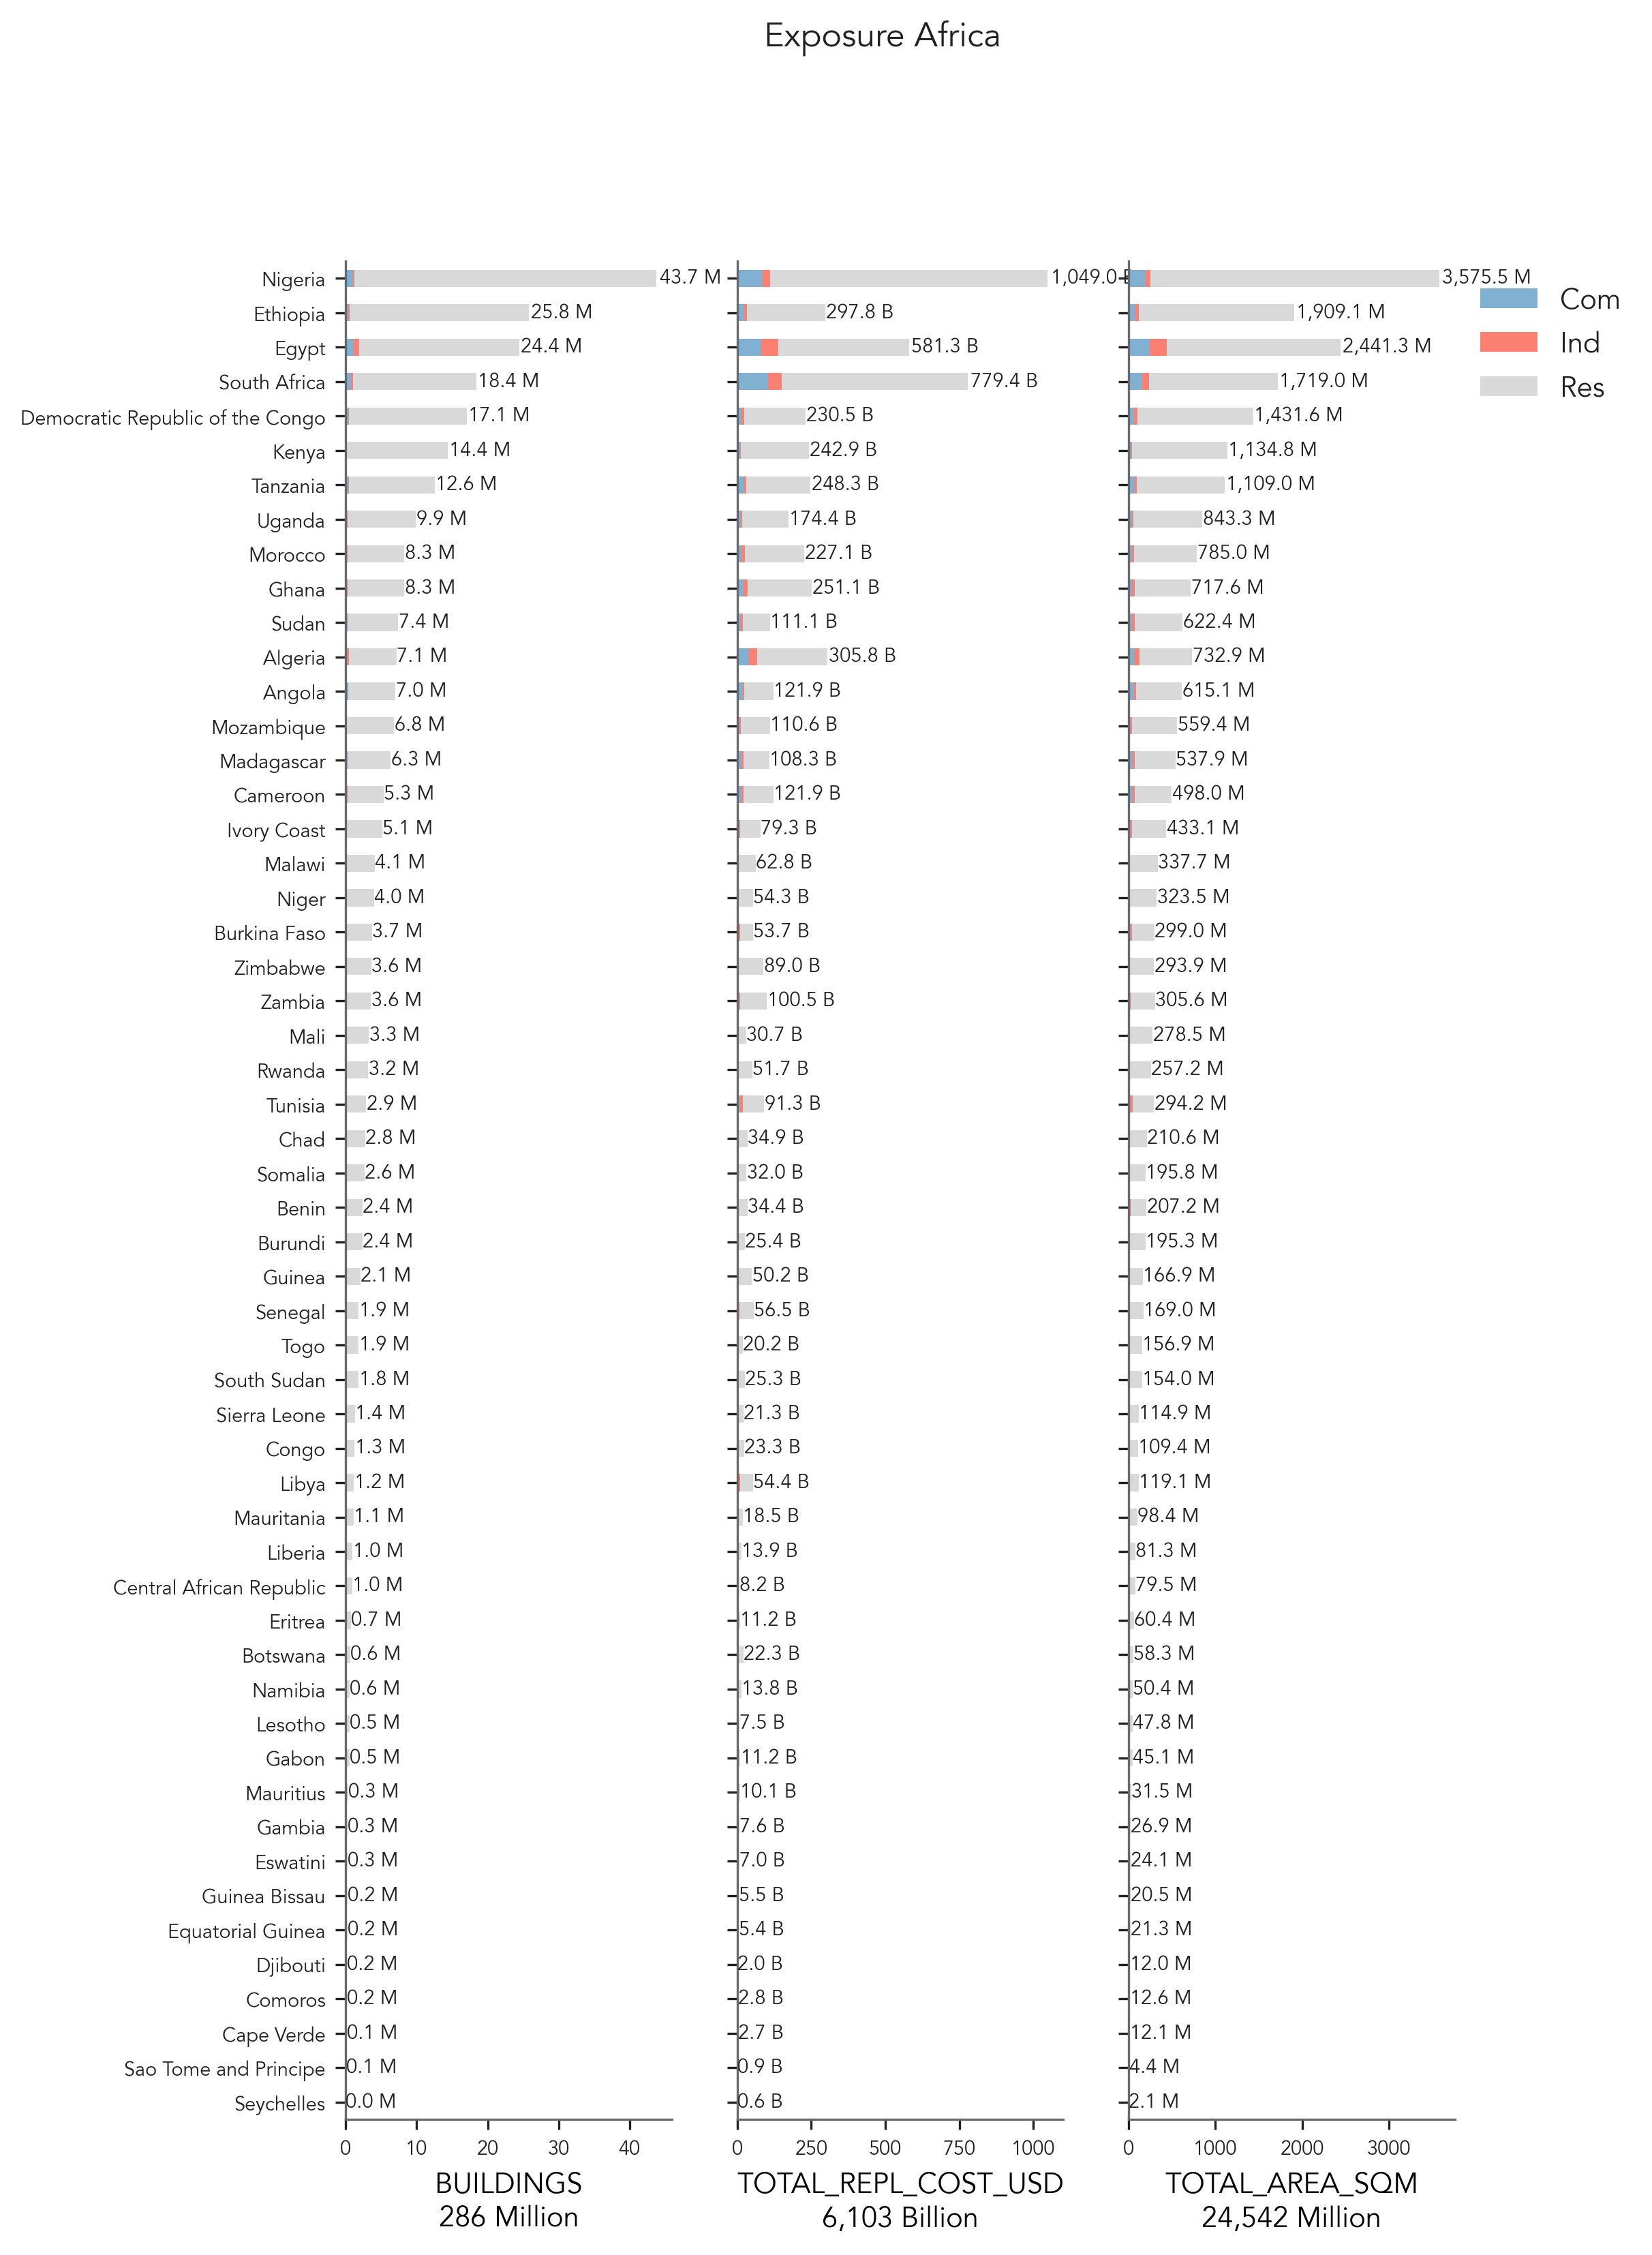 Exposure Africa
Nigeria 43.7 M 1,049.0 B 3,575.5 M
Com
Ethiopia 25.8 M 297.8 B 1,909.1 M
Ind
Egypt 24.4 M 581.3 B 2,441.3 M
Res
South Africa 18.4 M 779.4 B 1,719.0 M
Democratic Republic of the Congo 17.1 M 230.5 B 1,431.6 M
Kenya 14.4 M 242.9 B 1,134.8 M
Tanzania 12.6 M 248.3 B 1,109.0 M
Uganda 9.9 M 174.4 B 843.3 M
Morocco 8.3 M 227.1 B 785.0 M
Ghana 8.3 M 251.1 B 717.6 M
Sudan 7.4 M 111.1 B 622.4 M
Algeria 7.1 M 305.8 B 732.9 M
Angola 7.0 M 121.9 B 615.1 M
Mozambique 6.8 M 110.6 B 559.4 M
Madagascar 6.3 M 108.3 B 537.9 M
Cameroon 5.3 M 121.9 B 498.0 M
Ivory Coast 5.1 M 79.3 B 433.1 M
Malawi 4.1 M 62.8 B 337.7 M
Niger 4.0 M 54.3 B 323.5 M
Burkina Faso 3.7 M 53.7 B 299.0 M
Zimbabwe 3.6 M 89.0 B 293.9 M
Zambia 3.6 M 100.5 B 305.6 M
Mali 3.3 M 30.7 B 278.5 M
Rwanda 3.2 M 51.7 B 257.2 M
Tunisia 2.9 M 91.3 B 294.2 M
Chad 2.8 M 34.9 B 210.6 M
Somalia 2.6 M 32.0 B 195.8 M
Benin 2.4 M 34.4 B 207.2 M
Burundi 2.4 M 25.4 B 195.3 M
Guinea 2.1 M 50.2 B 166.9 M
Senegal 1.9 M 56.5 B 169.0 M
Togo 1.9 M 20.2 B 156.9 M
South Sudan 1.8 M 25.3 B 154.0 M
Sierra Leone 1.4 M 21.3 B 114.9 M
Congo 1.3 M 23.3 B 109.4 M
Libya 1.2 M 54.4 B 119.1 M
Mauritania 1.1 M 18.5 B 98.4 M
Liberia 1.0 M 13.9 B 81.3 M
Central African Republic 1.0 M 8.2 B 79.5 M
Eritrea 0.7 M 11.2 B 60.4 M
Botswana 0.6 M 22.3 B 58.3 M
Namibia 0.6 M 13.8 B 50.4 M
Lesotho 0.5 M 7.5 B 47.8 M
Gabon 0.5 M 11.2 B 45.1 M
Mauritius 0.3 M 10.1 B 31.5 M
Gambia 0.3 M 7.6 B 26.9 M
Eswatini 0.3 M 7.0 B 24.1 M
Guinea Bissau 0.2 M 5.5 B 20.5 M
Equatorial Guinea 0.2 M 5.4 B 21.3 M
Djibouti 0.2 M 2.0 B 12.0 M
Comoros 0.2 M 2.8 B 12.6 M
Cape Verde 0.1 M 2.7 B 12.1 M
Sao Tome and Principe 0.1 M 0.9 B 4.4 M
Seychelles 0.0 M 0.6 B 2.1 M
0 10 20 30 40 0 250 500 750 1000 0 1000 2000 3000
BUILDINGS TOTAL_REPL_COST_USD TOTAL_AREA_SQM
286 Million 6,103 Billion 24,542 Million